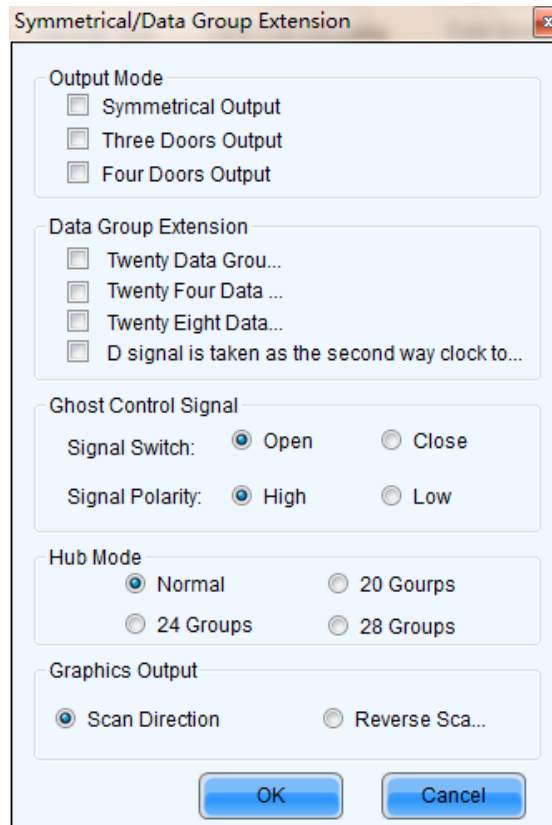 Symmetrical/Data Group Extension
Output Mode
Symmetrical Output
Three Doors Output
Four Doors Output
Data Group Extension
Twenty Data Grou...
Twenty Four Data ...
Twenty Eight Data...
D signal is taken as the second way clock to...
Ghost Control Signal
Signal Switch: Open Close
Signal Polarity: High Low
Hub Mode
Normal 20 Gourps
24 Groups 28 Groups
Graphics Output
Scan Direction Reverse Sca...
OK Cancel